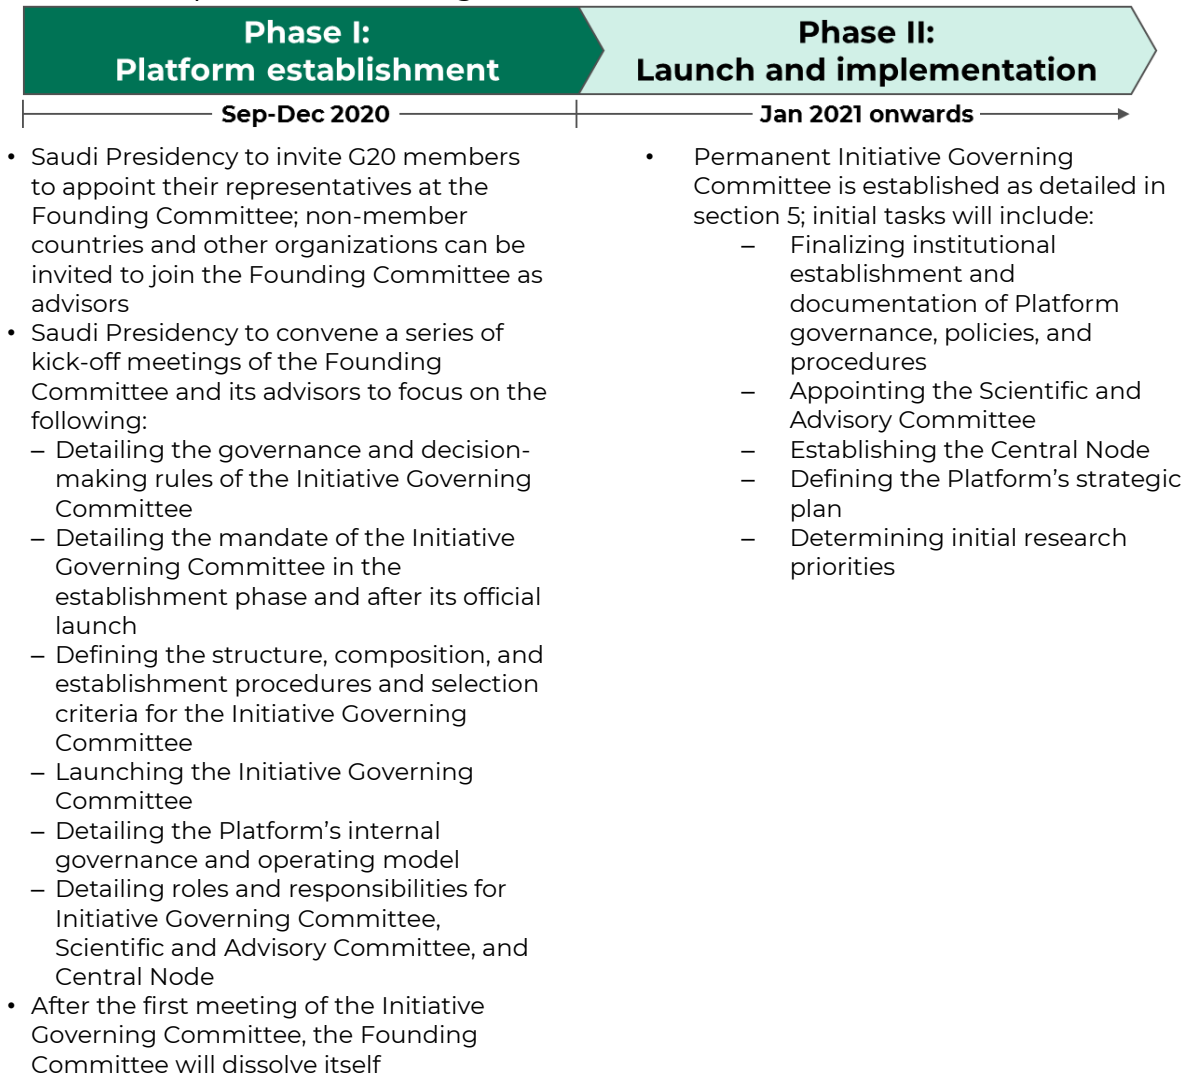 Phase I:
Platform establishment
Phase II:
Launch and implementation
Sep-Dec 2020
Jan 2021 onwards
• Saudi Presidency to invite G20 members
to appoint their representatives at the
Founding Committee; non-member
countries and other organizations can be
invited to join the Founding Committee as
advisors
• Saudi Presidency to convene a series of
kick-off meetings of the Founding
Committee and its advisors to focus on the
following:
– Detailing the governance and decision-
making rules of the Initiative Governing
Committee
– Detailing the mandate of the Initiative
Governing Committee in the
establishment phase and after its official
launch
– Defining the structure, composition, and
establishment procedures and selection
criteria for the Initiative Governing
Committee
– Launching the Initiative Governing
Committee
– Detailing the Platform's internal
governance and operating model
– Detailing roles and responsibilities for
Initiative Governing Committee,
Scientific and Advisory Committee, and
Central Node
• After the first meeting of the Initiative
Governing Committee, the Founding
Committee will dissolve itself
• Permanent Initiative Governing
Committee is established as detailed in
section 5; initial tasks will include:
– Finalizing institutional
establishment and
documentation of Platform
governance, policies, and
procedures
– Appointing the Scientific and
Advisory Committee
– Establishing the Central Node
– Defining the Platform's strategic
plan
– Determining initial research
priorities